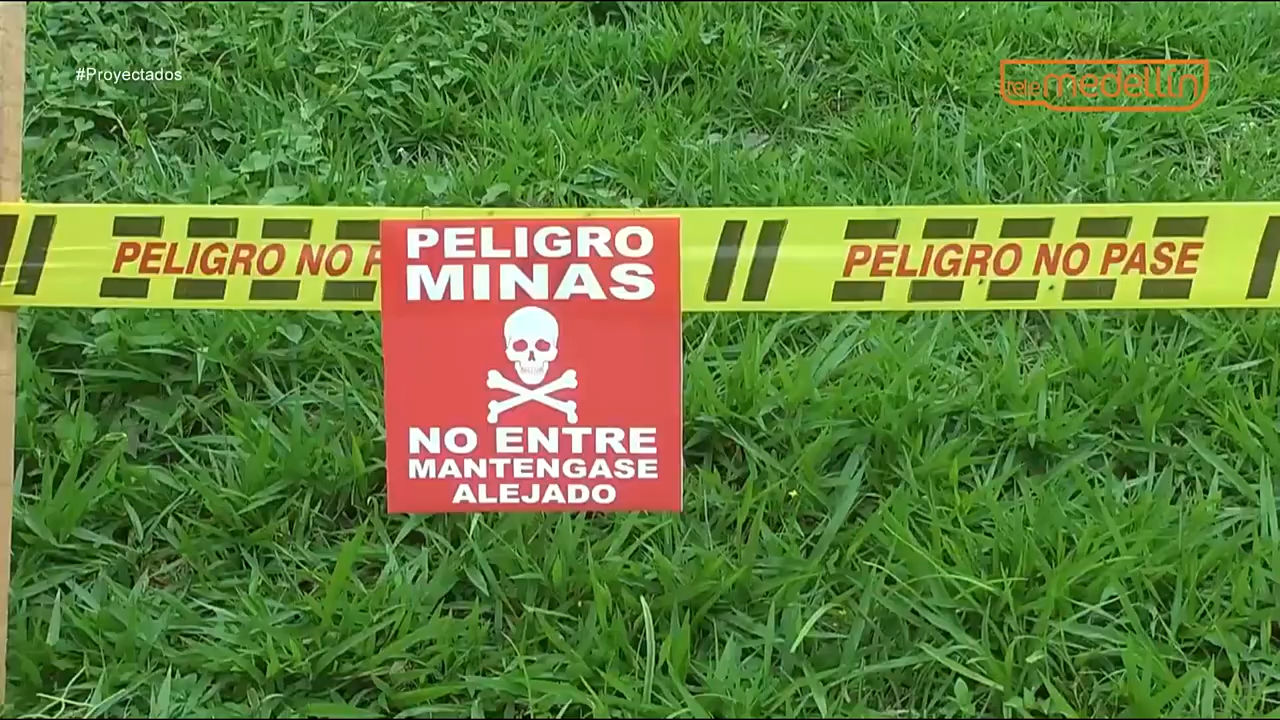 #Proyectados
telemedellín
PELIGRO NO P
PELIGRO MINAS
NO ENTRE
MANTENGASE
ALEJADO
PELIGRO NO PASE